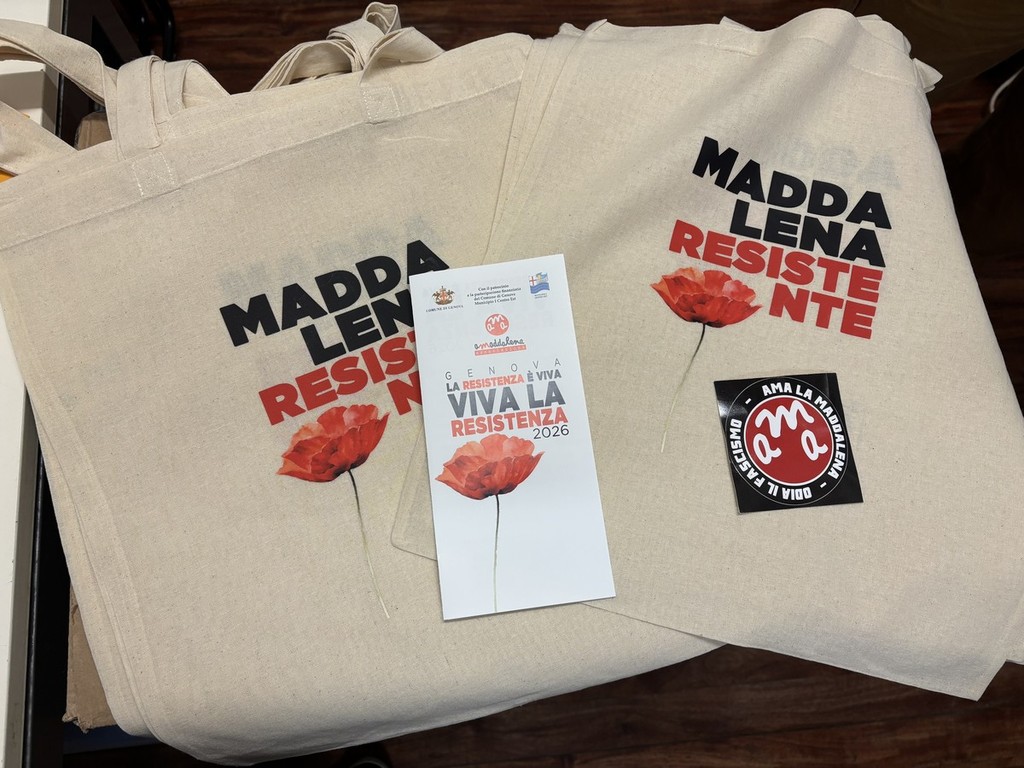 MADDA
LENA
RESISTE
NTE
MADDA
LENA
RESIS
N
COMUNE DI GENOVA
Con il patrocinio
e la partecipazione finanziaria
del Comune di Genova
Municipio I Centro Est
ama
amaddalena
GENOVA
LA RESISTENZA È VIVA
VIVA LA
RESISTENZA
2026
AMA LA MADDALENA - ODIA IL FASCISMO -
ama